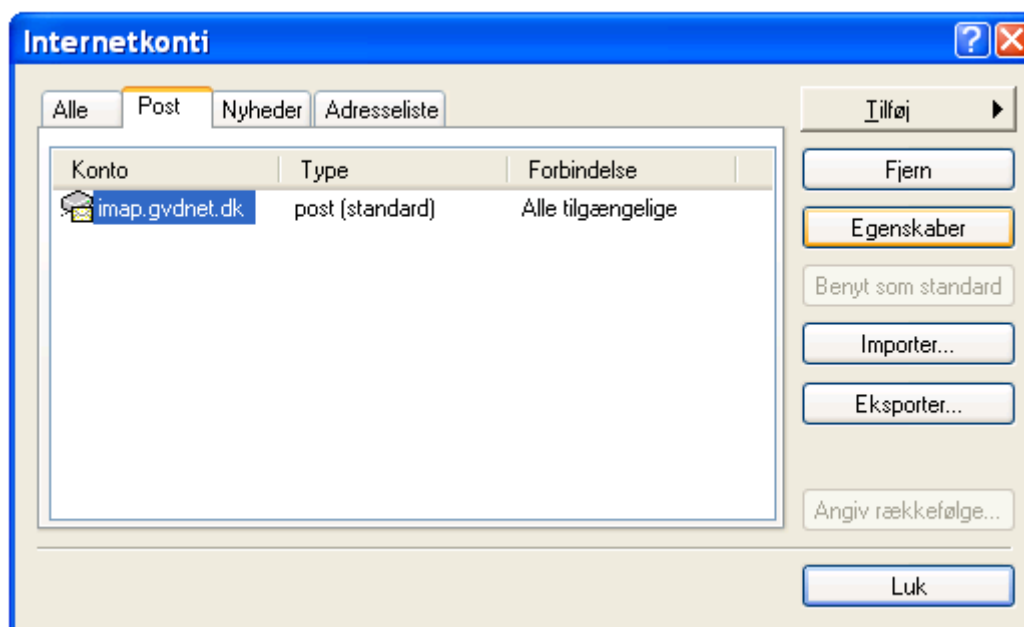 Internetkonti
Alle Post Nyheder Adresseliste
Konto Type Forbindelse
imap.gvdnet.dk post (standard) Alle tilgængelige
Tilføj
Fjern
Egenskaber
Benyt som standard
Importer...
Eksporter...
Angiv rækkefølge...
Luk